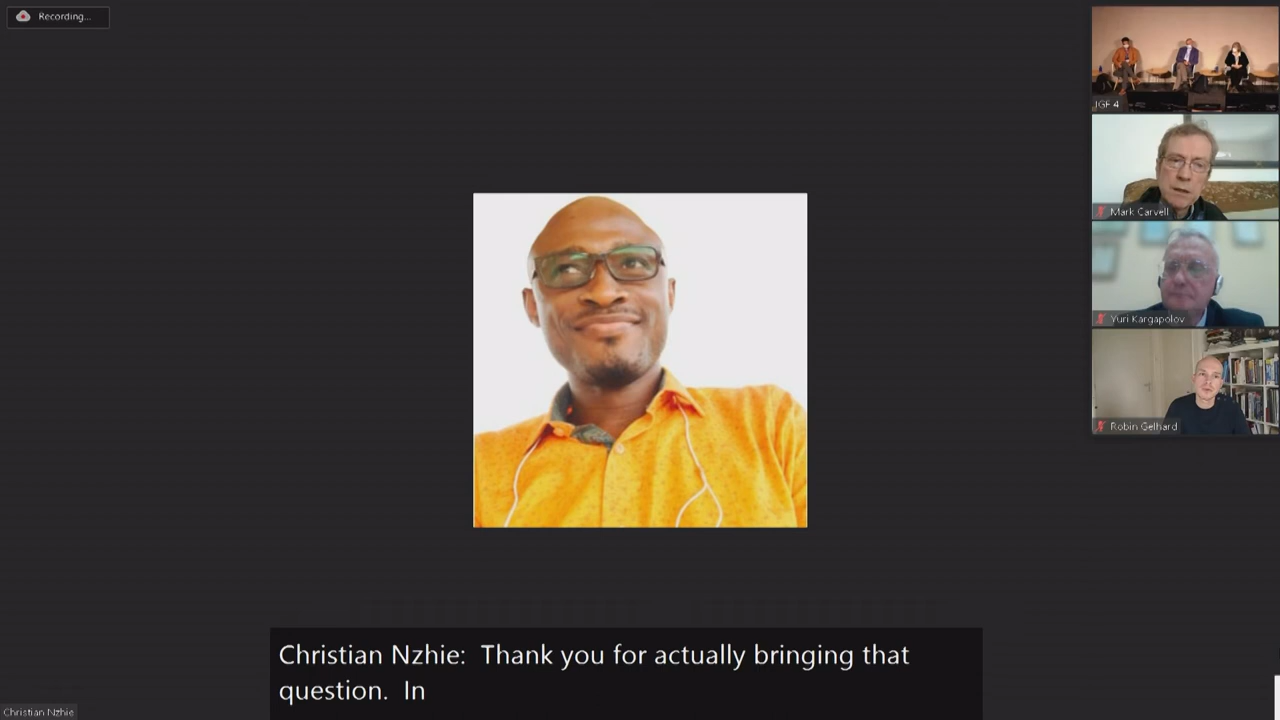 Recording...
IGF 4
Mark Carvell
Yuri Kargapolov
Robin Gelhard
Christian Nzhie:  Thank you for actually bringing that
question.  In
Christian Nzhie